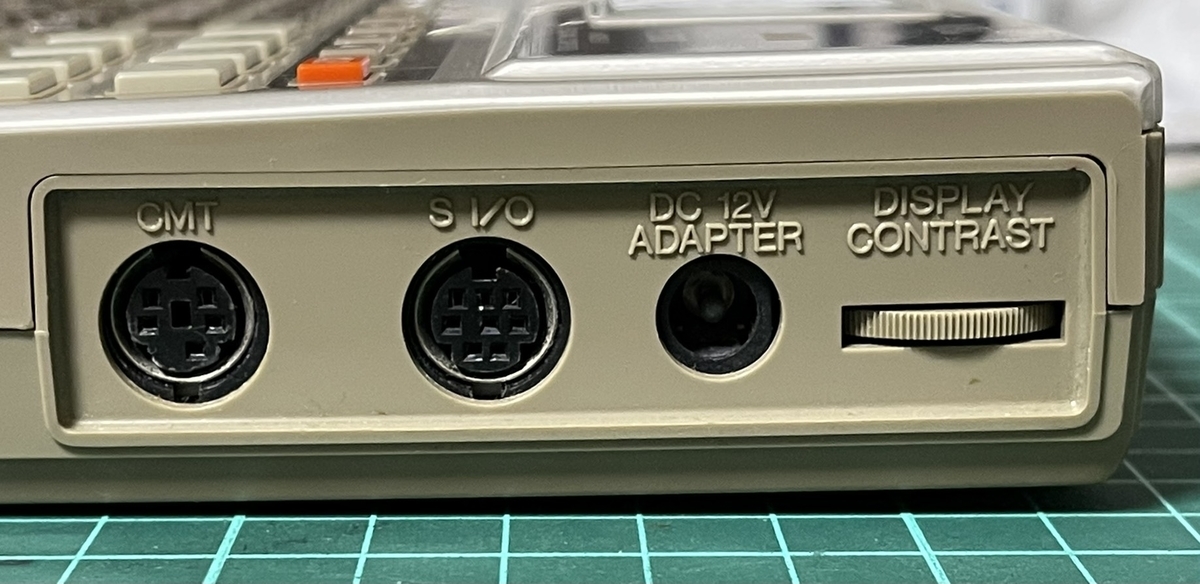 CMT
S I/O
DC 12V
ADAPTER
DISPLAY
CONTRAST